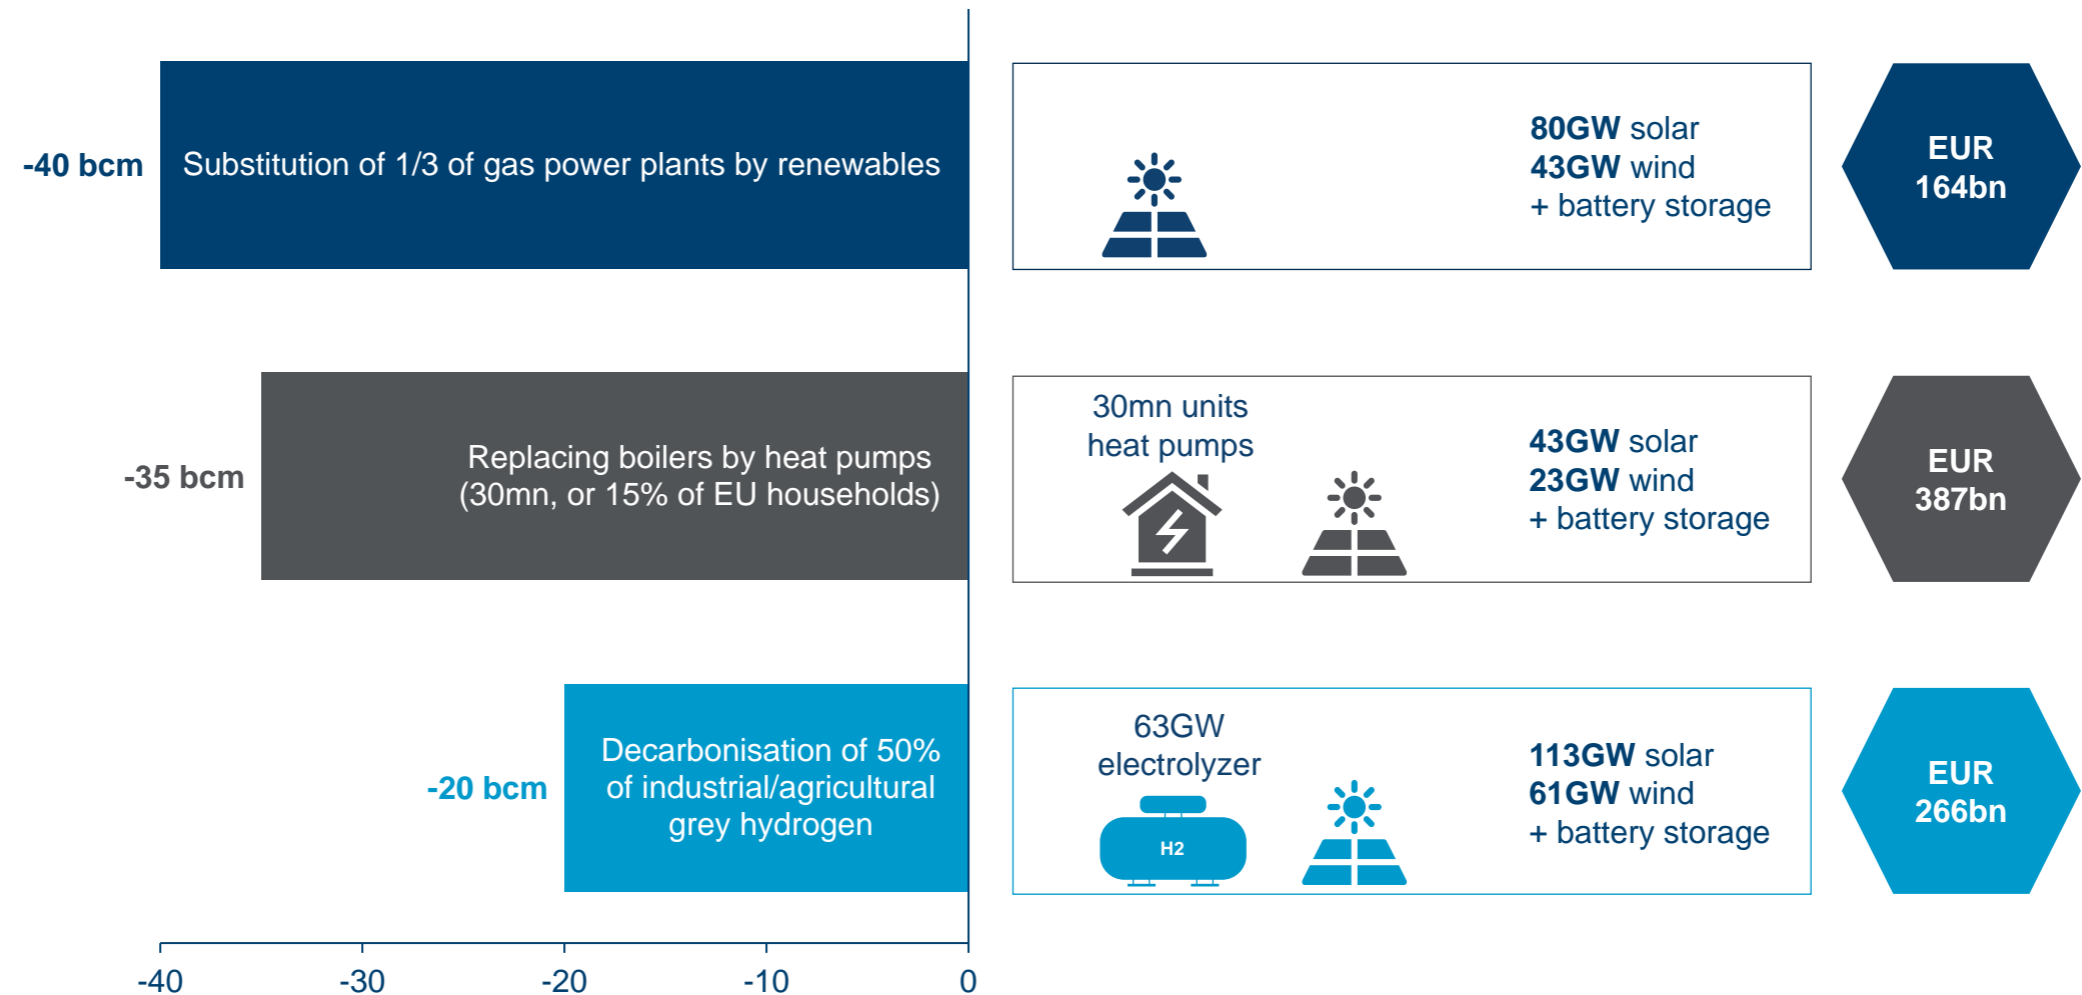 -40 bcm
Substitution of 1/3 of gas power plants by renewables
80GW solar
43GW wind
+ battery storage
EUR
164bn
-35 bcm
Replacing boilers by heat pumps
(30mn, or 15% of EU households)
30mn units
heat pumps
43GW solar
23GW wind
+ battery storage
EUR
387bn
-20 bcm
Decarbonisation of 50%
of industrial/agricultural
grey hydrogen
63GW
electrolyzer
H2
113GW solar
61GW wind
+ battery storage
EUR
266bn
-40 -30 -20 -10 0